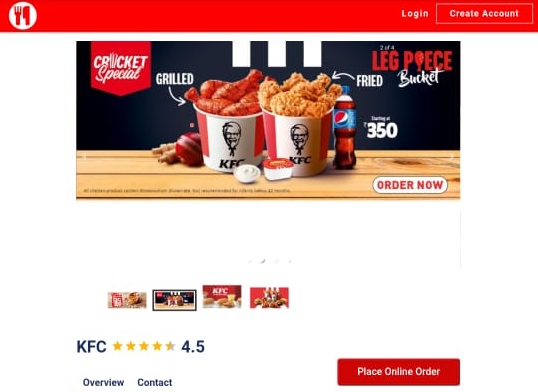 Login
Create Account
2 of 4
CRICKET
Special
LEG PIECE
Bucket
GRILLED
FRIED
Starting at
₹350
KFC
KFC
ORDER NOW
KFC
KFC 4.5
Place Online Order
Overview Contact